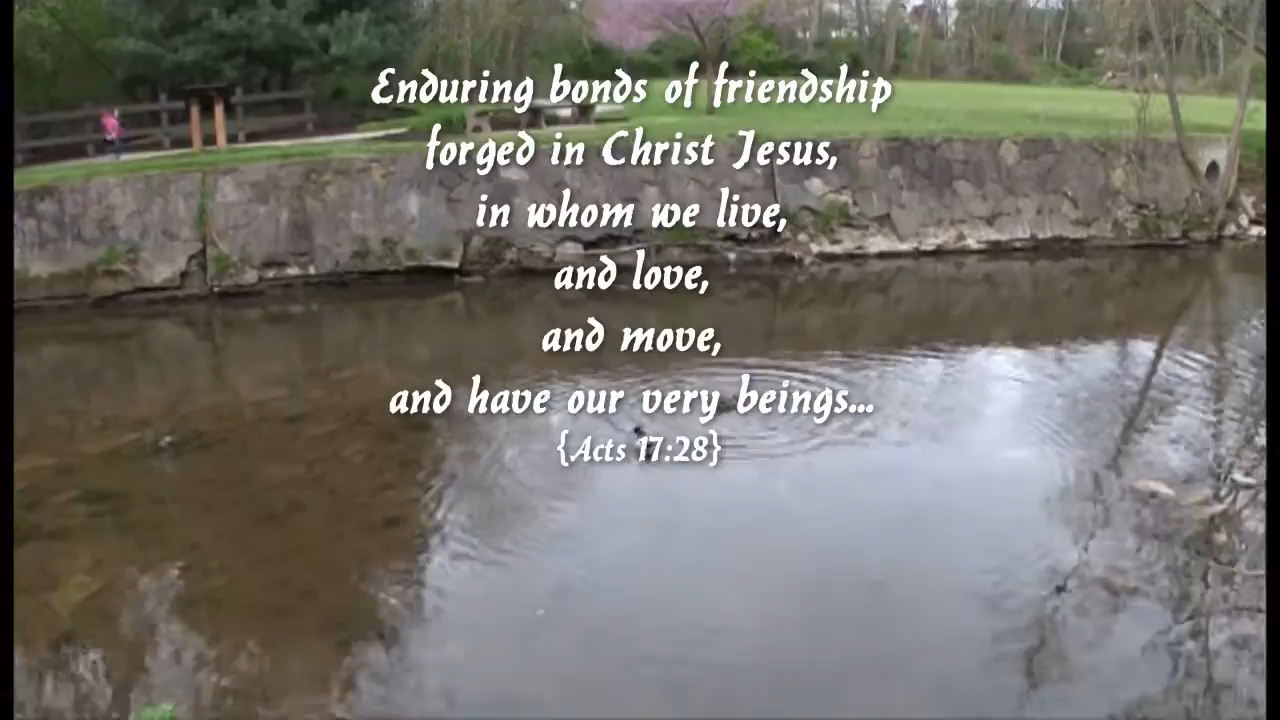 Enduring bonds of friendship
forged in Christ Jesus,
in whom we live,
and love,
and move,
and have our very beings...
{Acts 17:28}